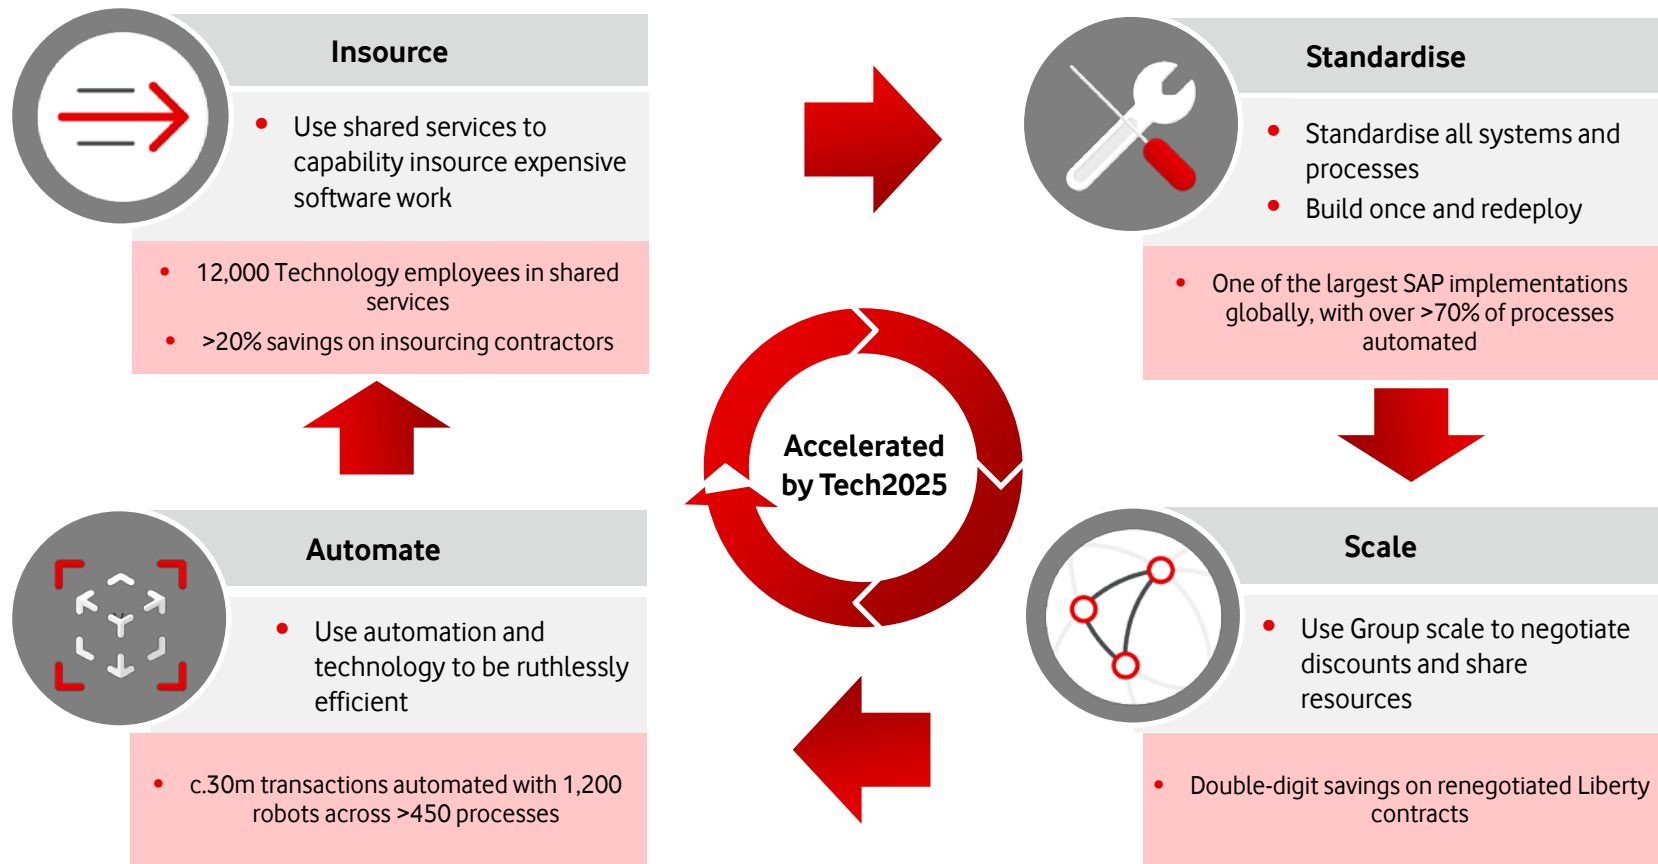 Insource
Use shared services to
capability insource expensive
software work
12,000 Technology employees in shared
services
>20% savings on insourcing contractors
Standardise
Standardise all systems and
processes
Build once and redeploy
One of the largest SAP implementations
globally, with over >70% of processes
automated
Accelerated
by Tech2025
Automate
Use automation and
technology to be ruthlessly
efficient
c.30m transactions automated with 1,200
robots across >450 processes
Scale
Use Group scale to negotiate
discounts and share
resources
Double-digit savings on renegotiated Liberty
contracts